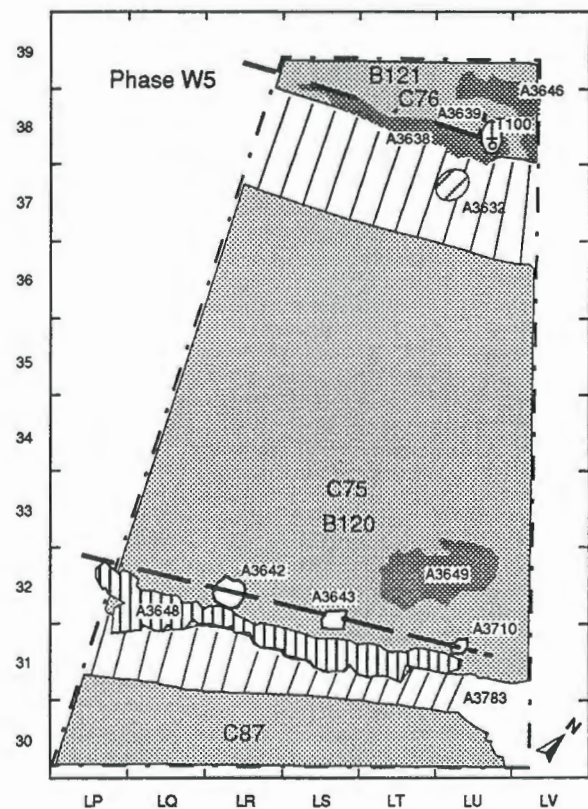 39
38
37
36
35
34
33
32
31
30
Phase W5
B121
C76
A3646
A3639
T100
A3638
A3632
C75
B120
A3642
A3649
A3643
A3648
A3710
A3783
C87
N
LP LQ LR LS LT LU LV